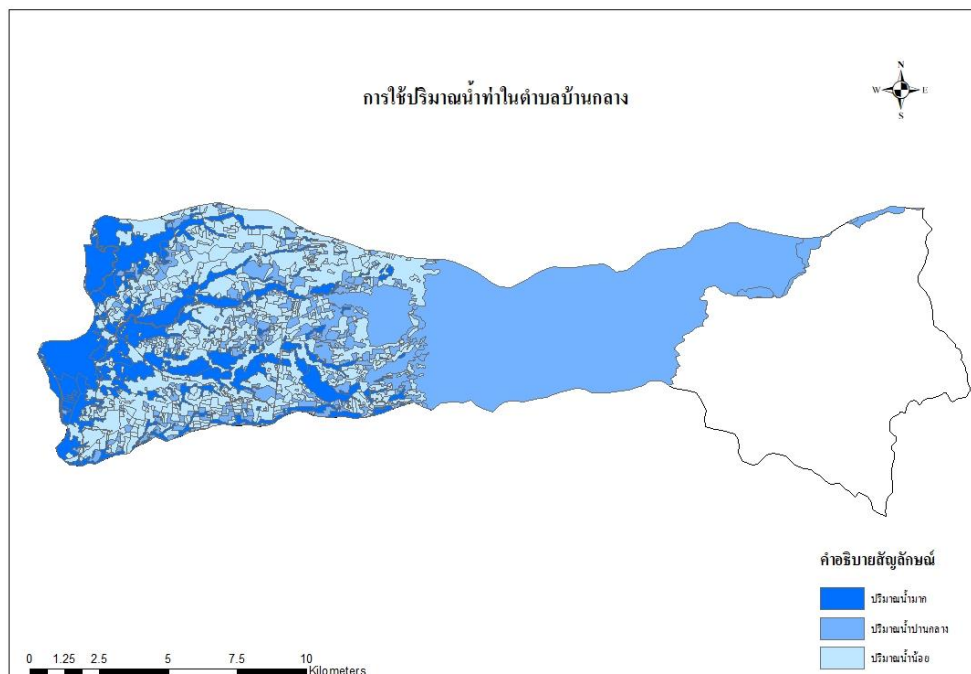 การใช้ปริมาณน้ำท่าในตำบลบ้านกลาง
N
W E
S
คำอธิบายสัญลักษณ์
ปริมาณน้ำมาก
ปริมาณน้ำปานกลาง
ปริมาณน้ำน้อย
0 1.25 2.5 5 7.5 10
Kilometers